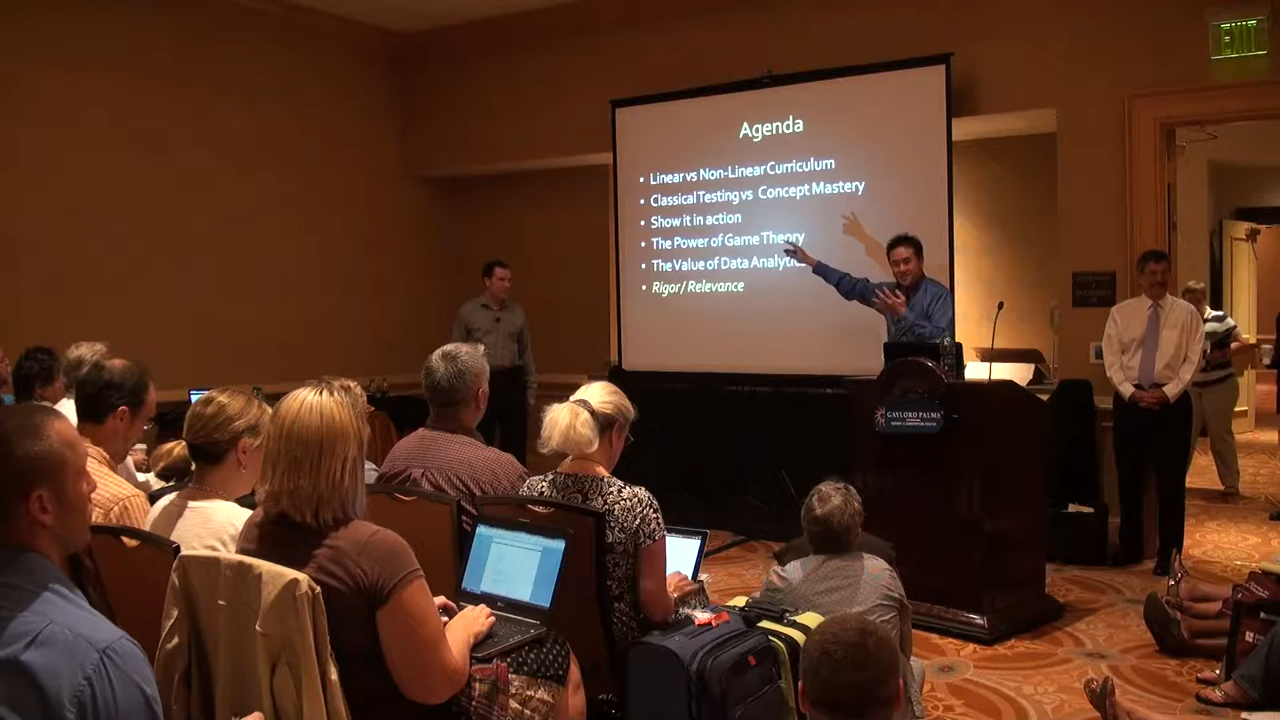 EXIT
Agenda
• Linear vs Non-Linear Curriculum
• Classical Testing vs Concept Mastery
• Show it in action
• The Power of Game Theory
• The Value of Data Analytics
• Rigor / Relevance
GAYLORD PALMS